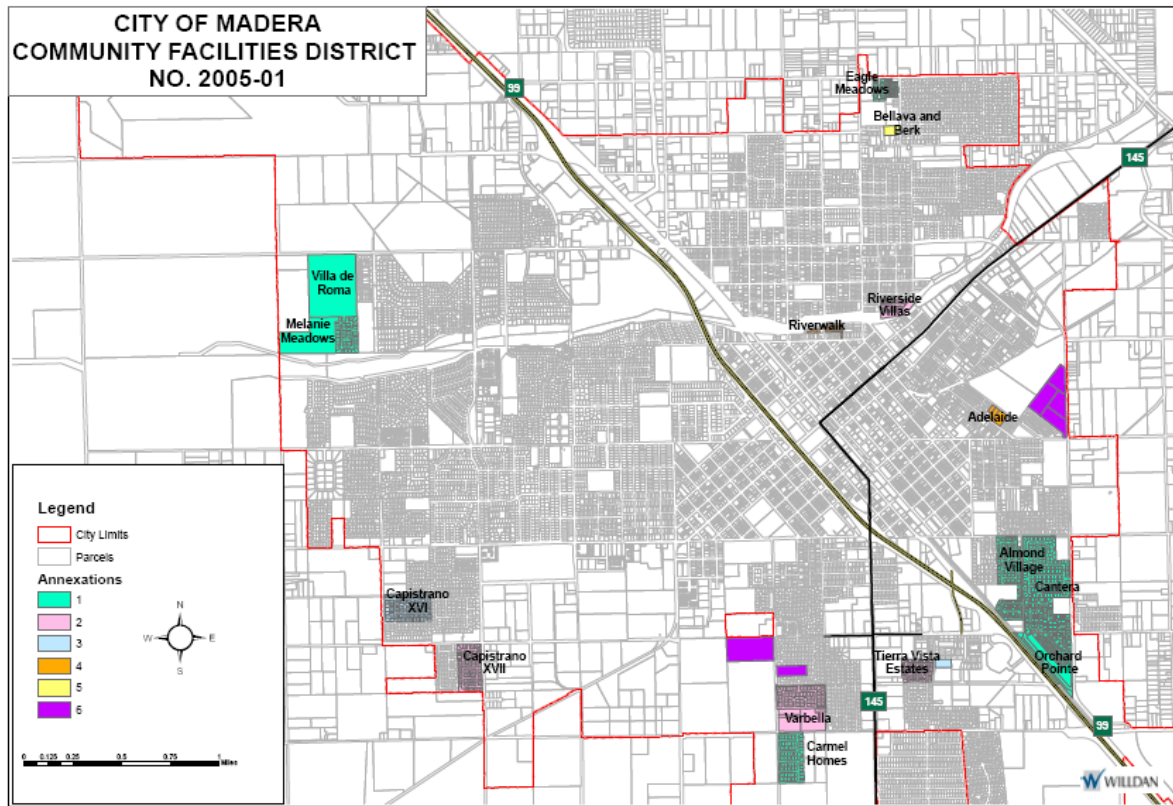 CITY OF MADERA
COMMUNITY FACILITIES DISTRICT
NO. 2005-01
99
Eagle
Meadows
Bellava and
Berk
145
Villa de
Roma
Melanie
Meadows
Riverside
Villas
Riverwalk
Adelaide
Almond
Village
Cantera
Capistrano
XVI
Capistrano
XVII
Tierra Vista
Estates
Orchard
Pointe
145
99
Varbella
Carmel
Homes
Legend
City Limits
Parcels
Annexations
1
2
3
4
5
6
N
W
E
S
0 0.125 0.25 0.5 0.75 1
Miles
WILLDAN